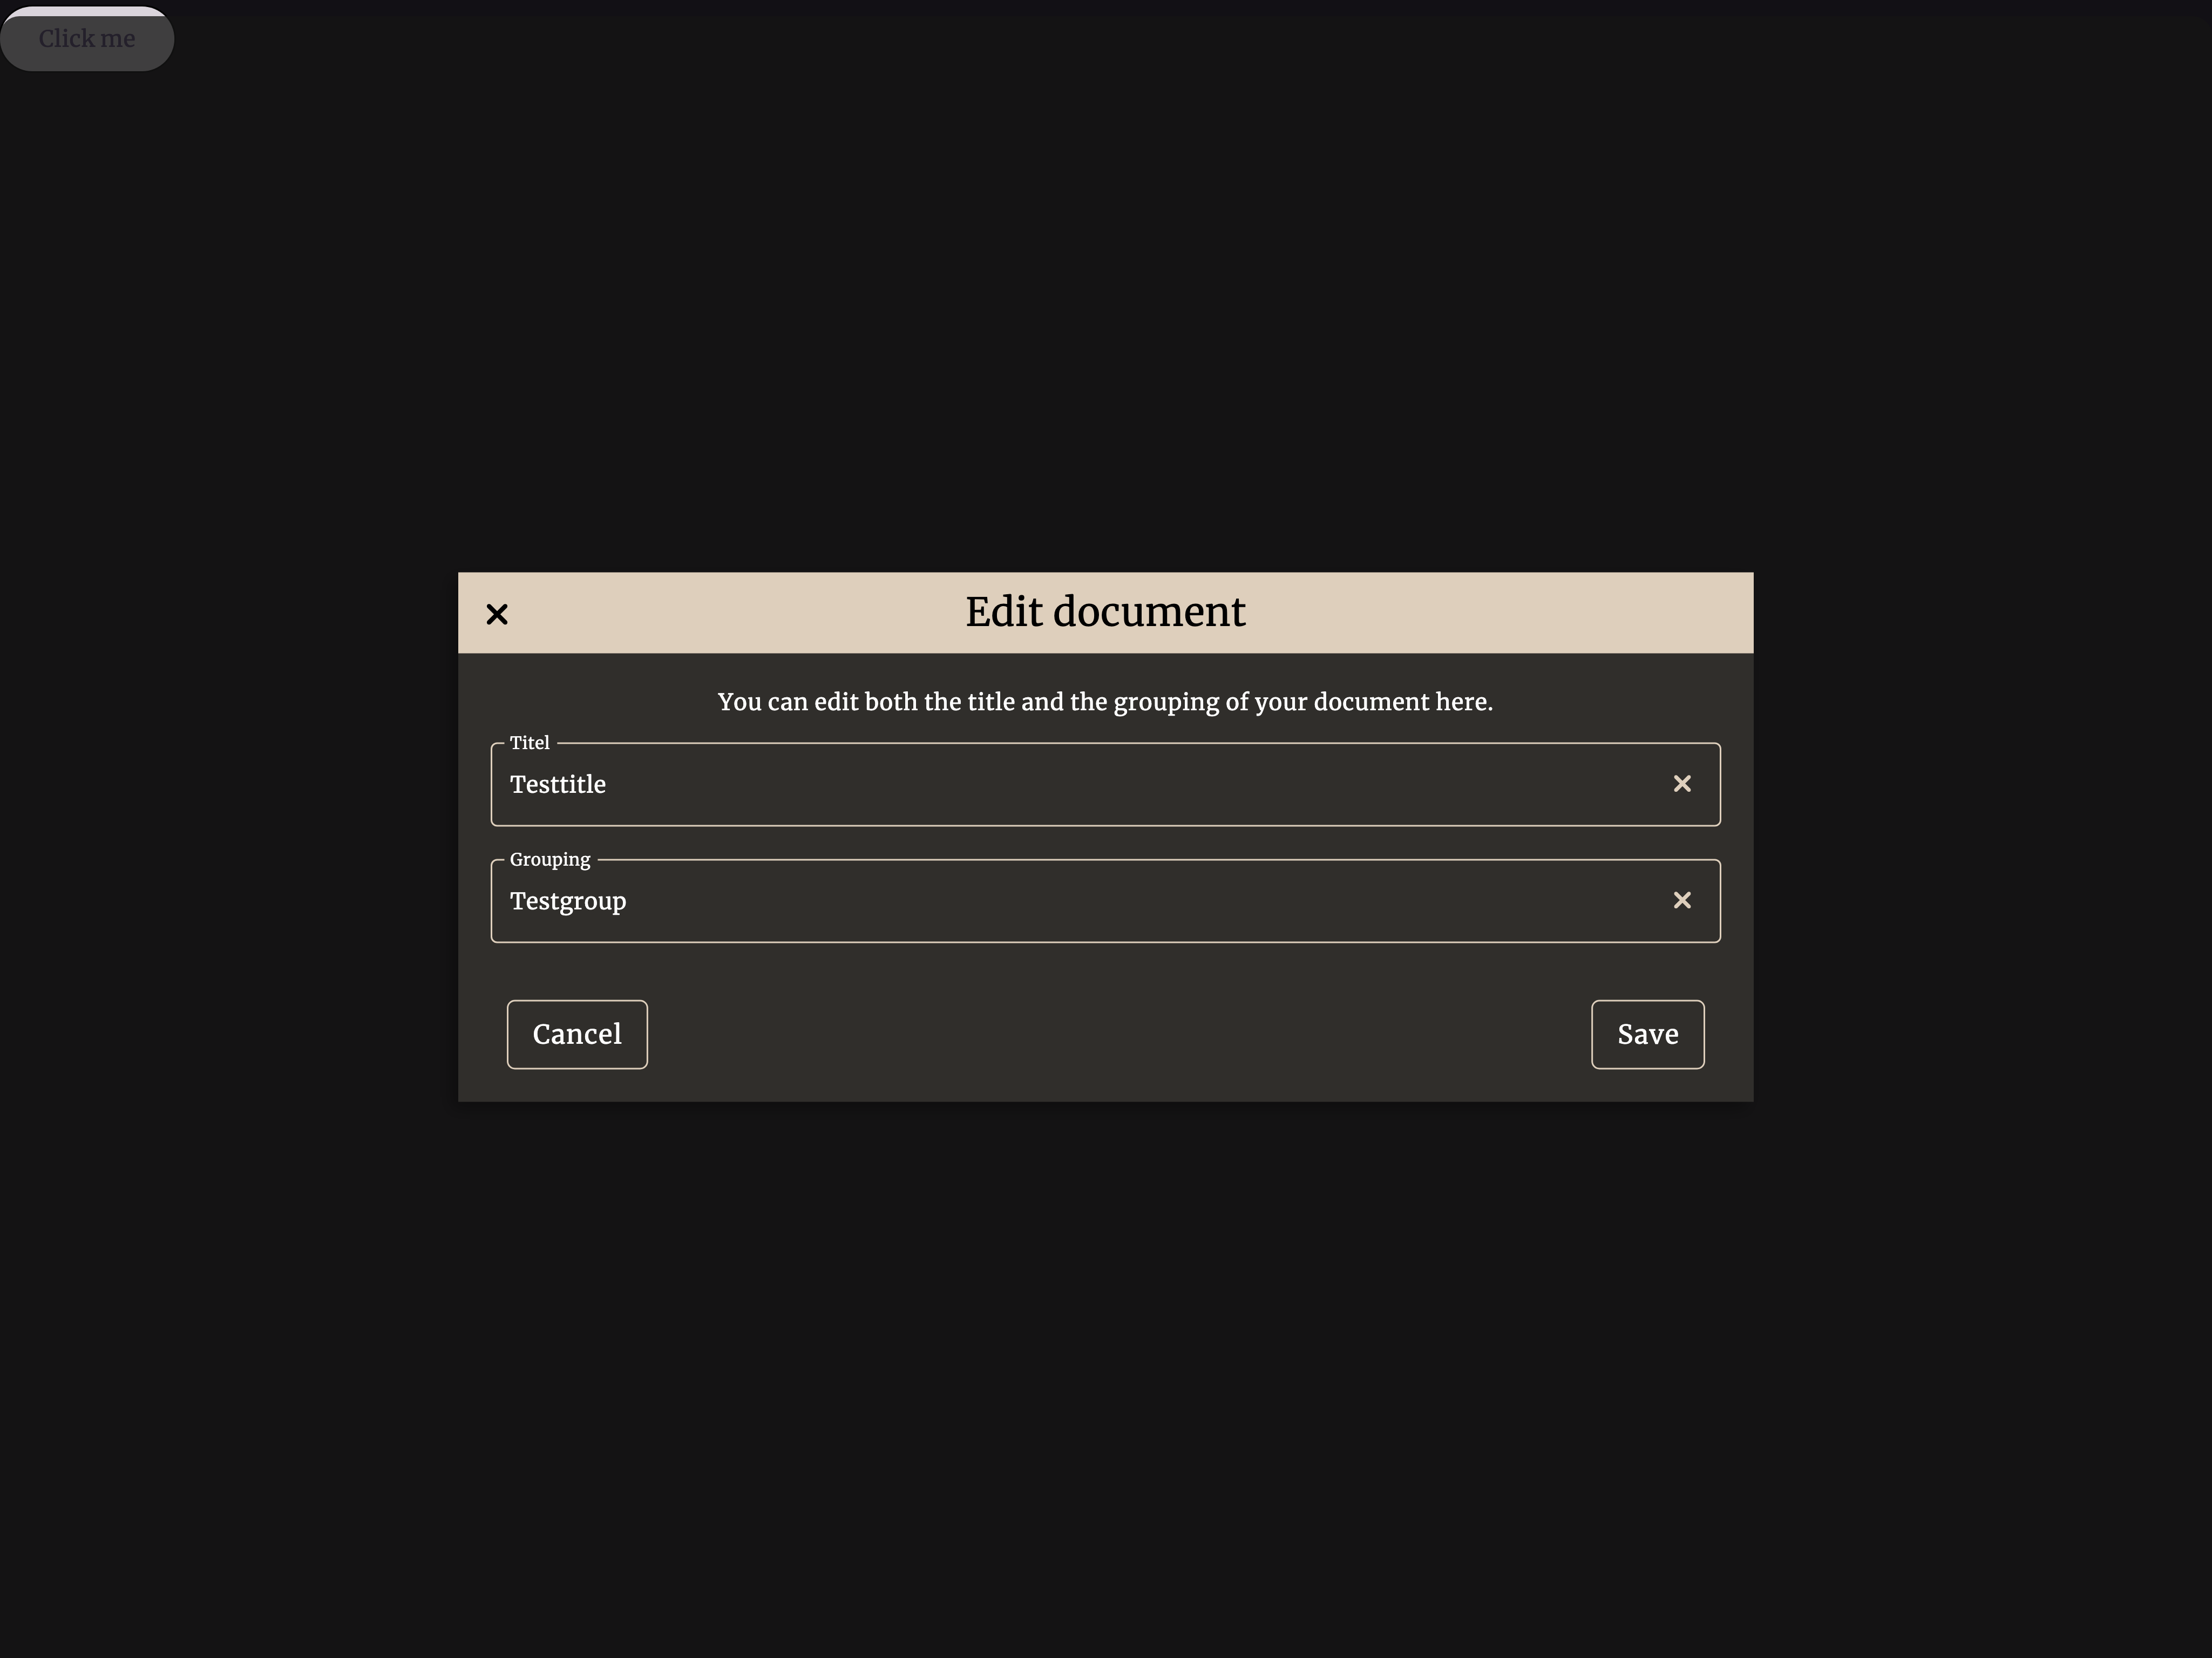 Click me
Edit document
You can edit both the title and the grouping of your document here.
Titel
Testtitle
Grouping
Testgroup
Cancel
Save